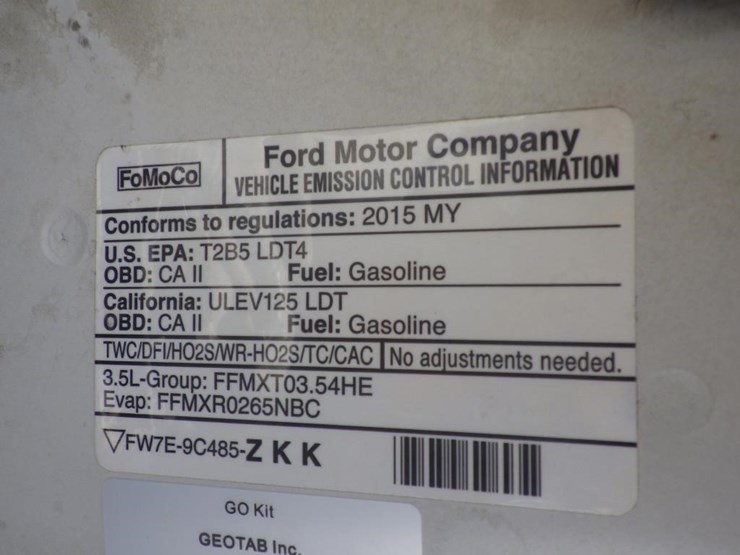 FoMoCo
Ford Motor Company
VEHICLE EMISSION CONTROL INFORMATION
Conforms to regulations: 2015 MY
U.S. EPA: T2B5 LDT4
OBD: CA II Fuel: Gasoline
California: ULEV125 LDT
OBD: CA II Fuel: Gasoline
TWC/DFI/HO2S/WR-HO2S/TC/CAC No adjustments needed.
3.5L-Group: FFMXT03.54HE
Evap: FFMXR0265NBC
▽FW7E-9C485-Z K K
GO Kit
GEOTAB Inc.